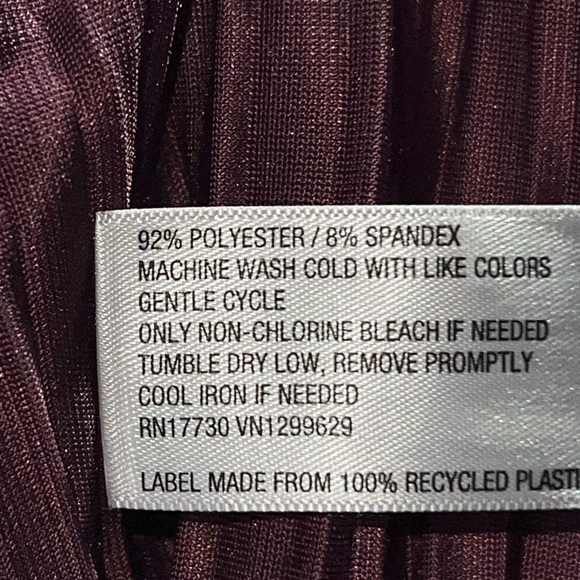 92% POLYESTER / 8% SPANDEX
MACHINE WASH COLD WITH LIKE COLORS
GENTLE CYCLE
ONLY NON-CHLORINE BLEACH IF NEEDED
TUMBLE DRY LOW, REMOVE PROMPTLY
COOL IRON IF NEEDED
RN17730 VN1299629
LABEL MADE FROM 100% RECYCLED PLASTI